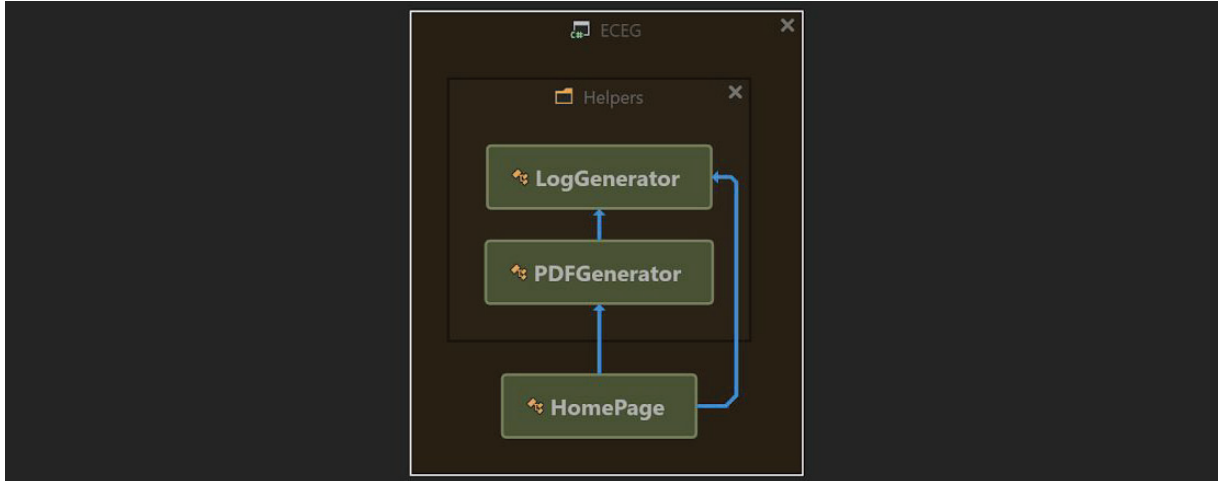 C# ECEG
Helpers
LogGenerator
PDFGenerator
HomePage